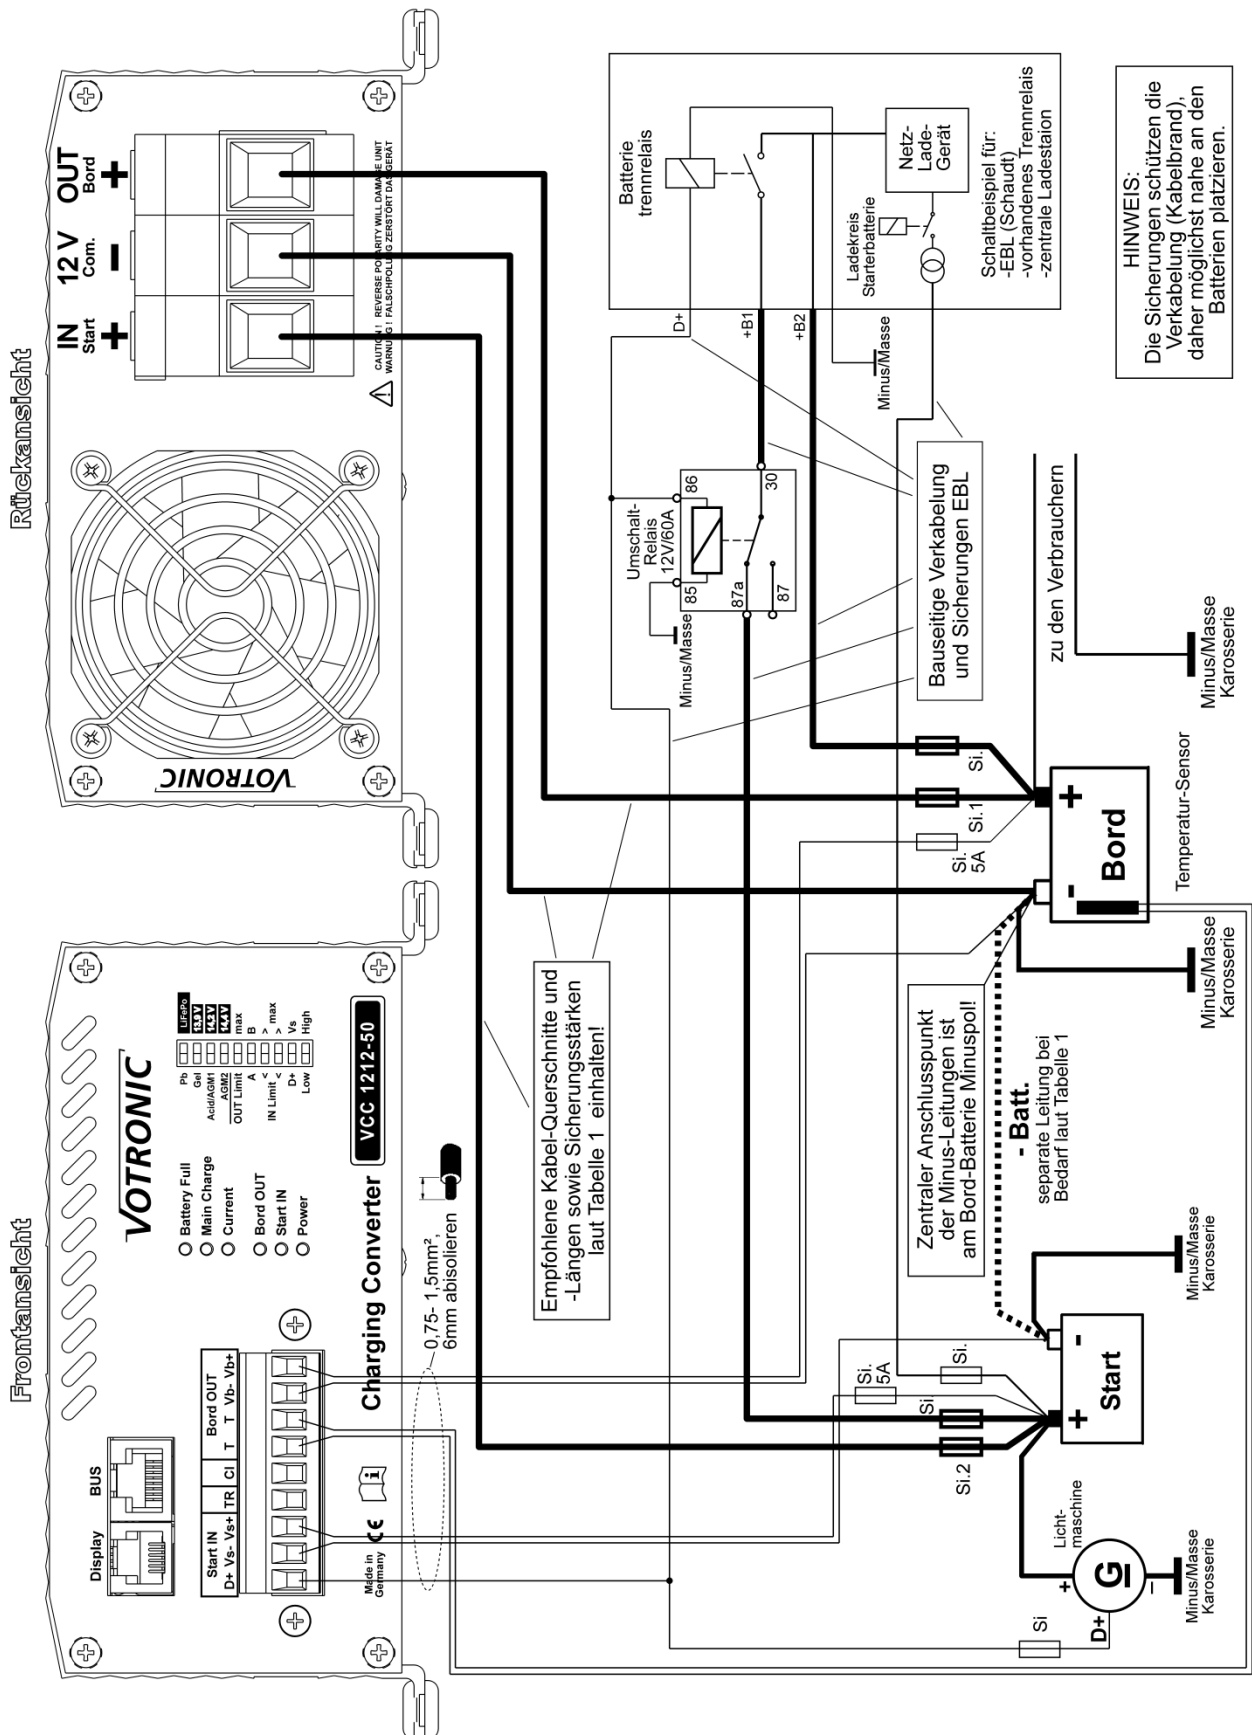 Frontansicht
Display
BUS
Start IN
Bord OUT
D+ Vs- Vs+
TR
CI
T
T
Vb-
Vb+
VOTRONIC
Battery Full
Main Charge
Current
Bord OUT
Start IN
Power
Pb
LiFePo
Gel
13,9 V
Acid/AGM1
14,2 V
AGM2
14,4 V
OUT Limit
max
A
B
IN Limit
<
>
max
<
>
D+
Vs
Low
High
Made in
Germany
CE
i
Charging Converter
VCC 1212-50
0,75- 1,5mm²,
6mm abisolieren
Rückansicht
VOTRONIC
IN
Start
+
12 V
Com.
-
OUT
Bord
+
CAUTION ! REVERSE POLARITY WILL DAMAGE UNIT
WARNUNG ! FALSCHPOLUNG ZERSTÖRT DAS GERÄT
Empfohlene Kabel-Querschnitte und
-Längen sowie Sicherungsstärken
laut Tabelle 1 einhalten!
Umschalt-
Relais
12V/60A
85
86
87a
87
30
Minus/Masse
Batterie
trennrelais
Netz-
Lade-
Gerät
Ladekreis
Starterbatterie
D+
+B1
+B2
Minus/Masse
Schaltbeispiel für:
-EBL (Schaudt)
-vorhandenes Trennrelais
-zentrale Ladestaion
Bauseitige Verkabelung
und Sicherungen EBL
HINWEIS:
Die Sicherungen schützen die
Verkabelung (Kabelbrand),
daher möglichst nahe an den
Batterien platzieren.
Zentraler Anschlusspunkt
der Minus-Leitungen ist
am Bord-Batterie Minuspol!
- Batt.
separate Leitung bei
Bedarf laut Tabelle 1
Si
Si.2
Si
Si.
5A
Si.
Si.
5A
Si.1
Si.
D+
+
G
-
Licht-
maschine
Minus/Masse
Karosserie
+
-
Start
Minus/Masse
Karosserie
-
+
Bord
Temperatur-Sensor
Minus/Masse
Karosserie
zu den Verbrauchern
Minus/Masse
Karosserie